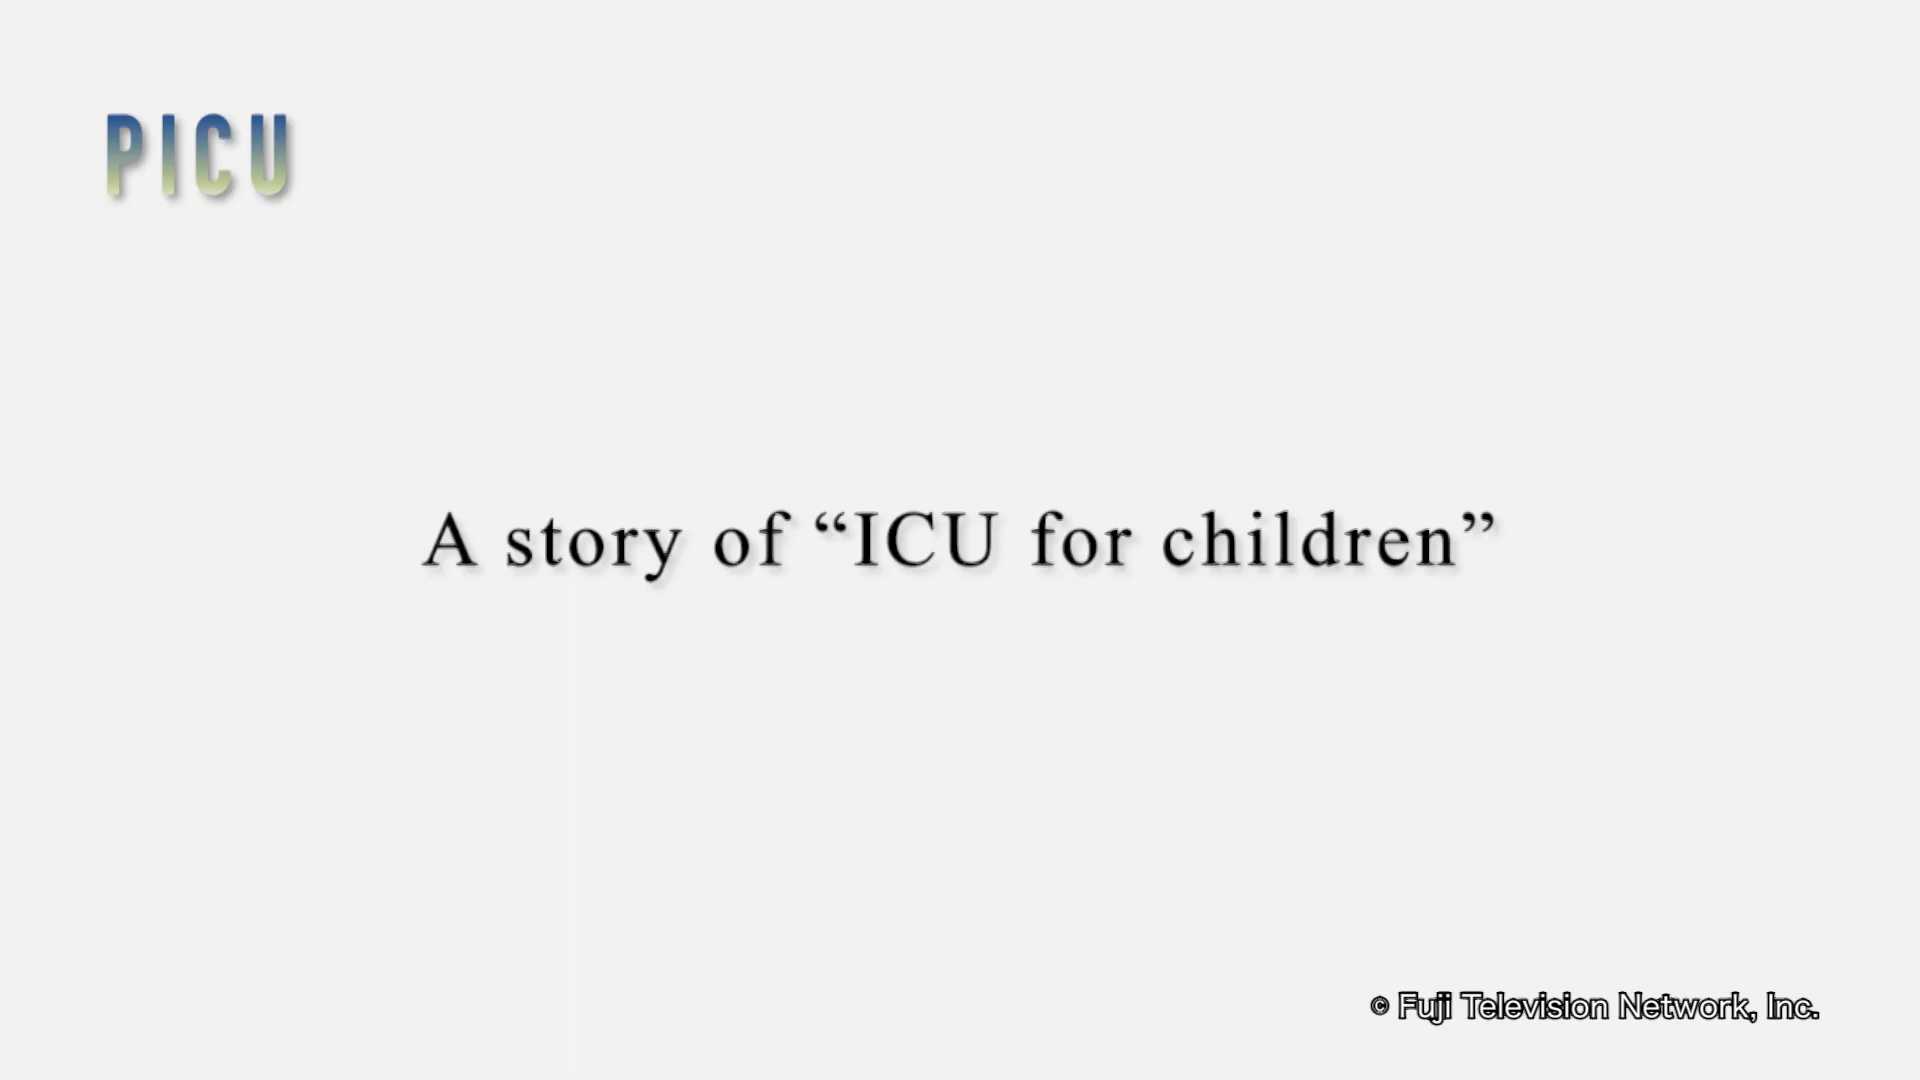 PICU
A story of “ICU for children”
© Fuji Television Network, Inc.